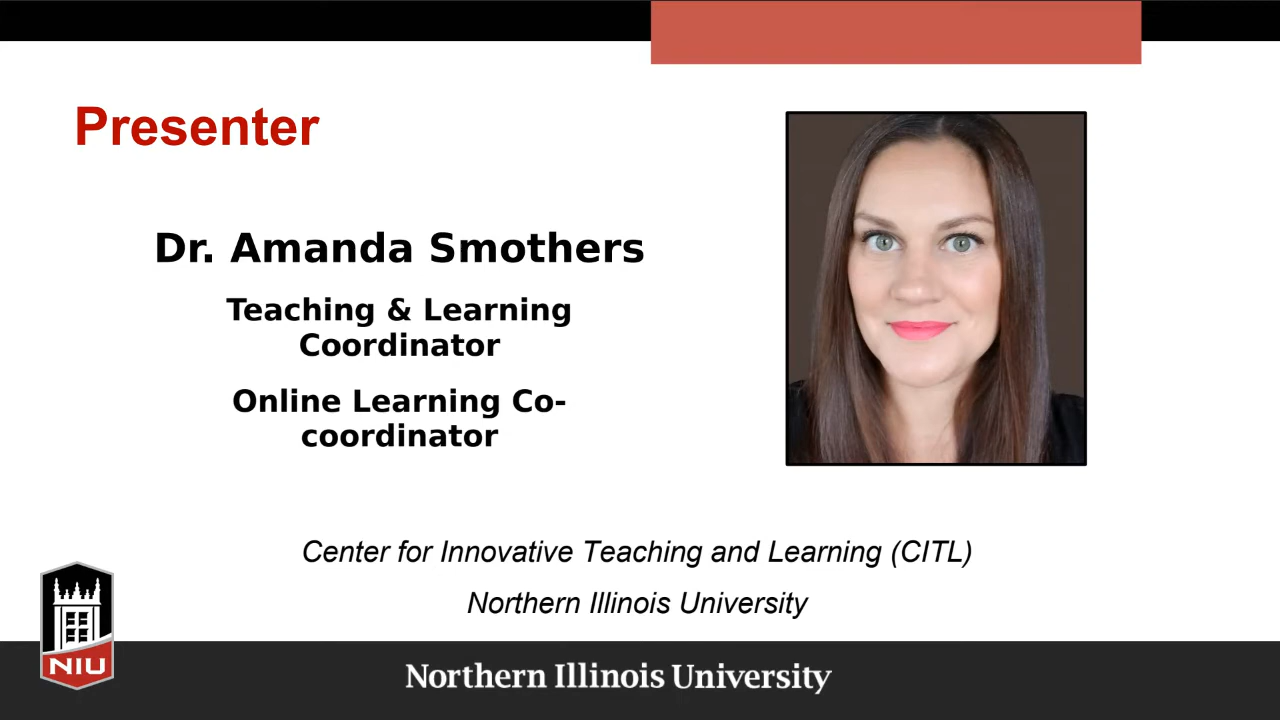 Presenter
Dr. Amanda Smothers
Teaching & Learning
Coordinator
Online Learning Co-
coordinator
Center for Innovative Teaching and Learning (CITL)
Northern Illinois University
NIU
Northern Illinois University